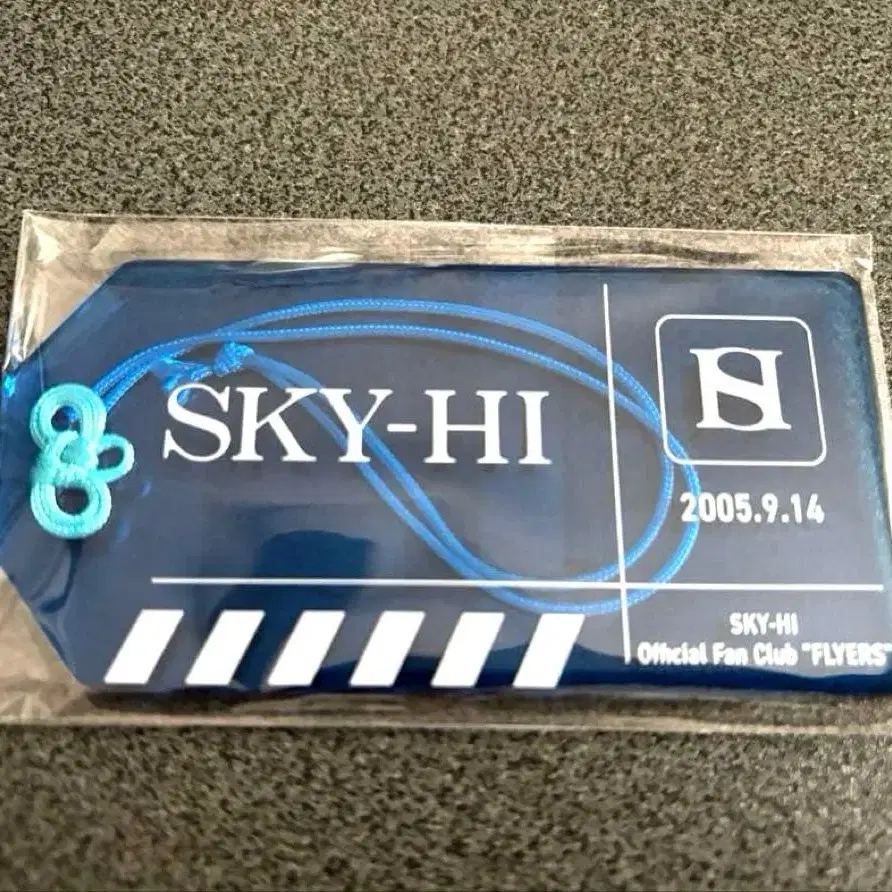 SKY-HI
S
2005.9.14
SKY-HI
Official Fan Club "FLYERS"